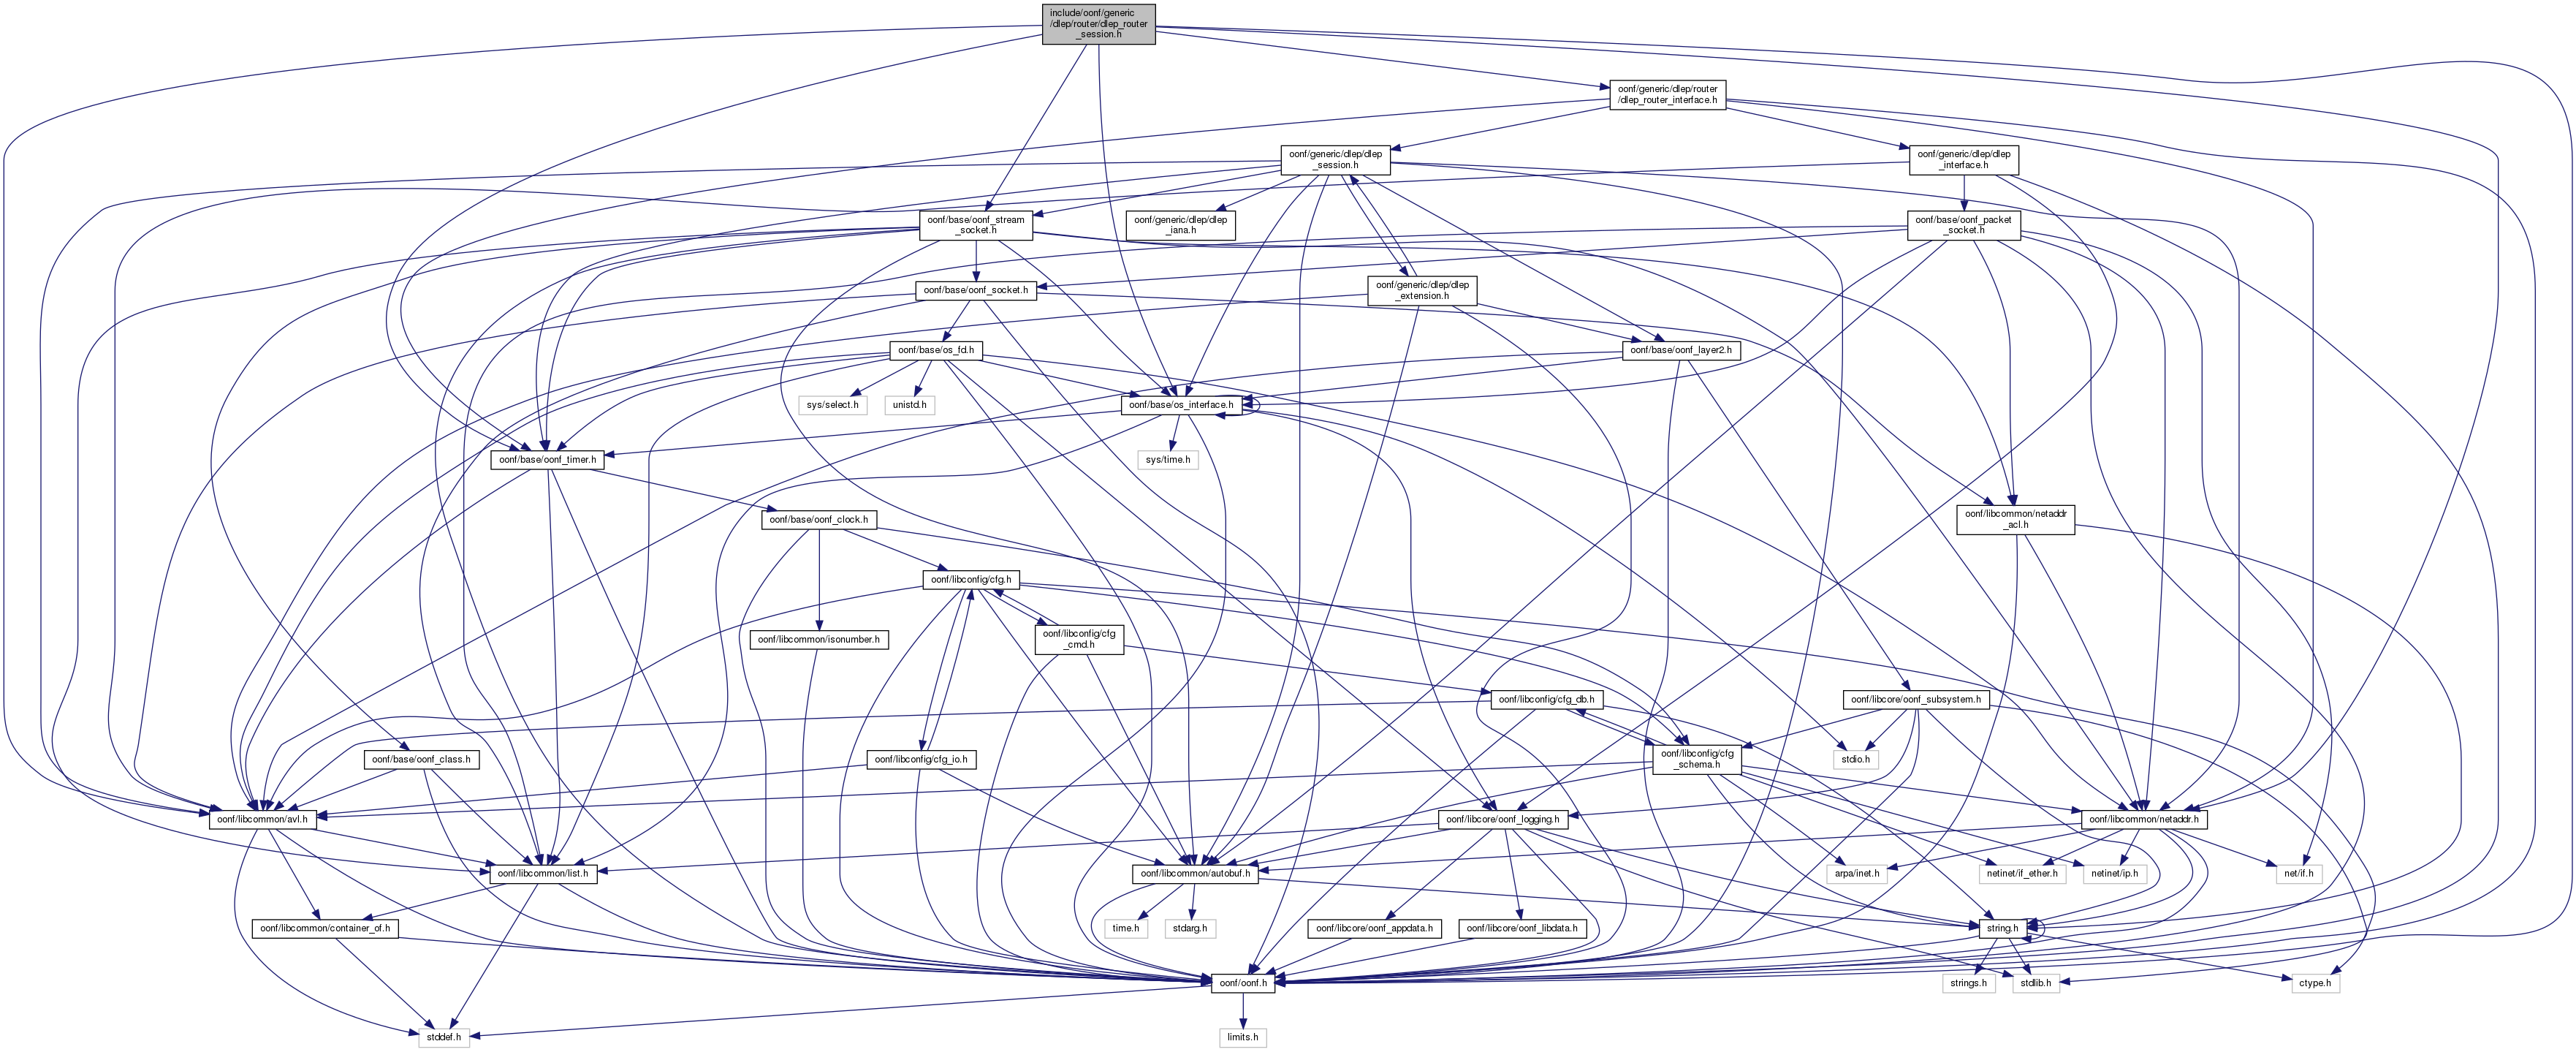 include/oonf/generic
/dlep/router/dlep_router
_session.h
oonf/generic/dlep/router
/dlep_router_interface.h
oonf/generic/dlep/dlep
_session.h
oonf/generic/dlep/dlep
_interface.h
oonf/base/oonf_stream
_socket.h
oonf/generic/dlep/dlep
_iana.h
oonf/base/oonf_packet
_socket.h
oonf/base/oonf_socket.h
oonf/generic/dlep/dlep
_extension.h
oonf/base/os_fd.h
oonf/base/oonf_layer2.h
sys/select.h
unistd.h
oonf/base/os_interface.h
oonf/base/oonf_timer.h
sys/time.h
oonf/base/oonf_clock.h
oonf/libcommon/netaddr
_acl.h
oonf/libconfig/cfg.h
oonf/libcommon/isonumber.h
oonf/libconfig/cfg
_cmd.h
oonf/libconfig/cfg_db.h
oonf/libcore/oonf_subsystem.h
oonf/base/oonf_class.h
oonf/libconfig/cfg_io.h
oonf/libconfig/cfg
_schema.h
stdio.h
oonf/libcommon/avl.h
oonf/libcore/oonf_logging.h
oonf/libcommon/netaddr.h
oonf/libcommon/list.h
oonf/libcommon/autobuf.h
arpa/inet.h
netinet/if_ether.h
netinet/ip.h
net/if.h
oonf/libcommon/container_of.h
time.h
stdarg.h
oonf/libcore/oonf_appdata.h
oonf/libcore/oonf_libdata.h
string.h
oonf/oonf.h
strings.h
stdlib.h
ctype.h
stddef.h
limits.h